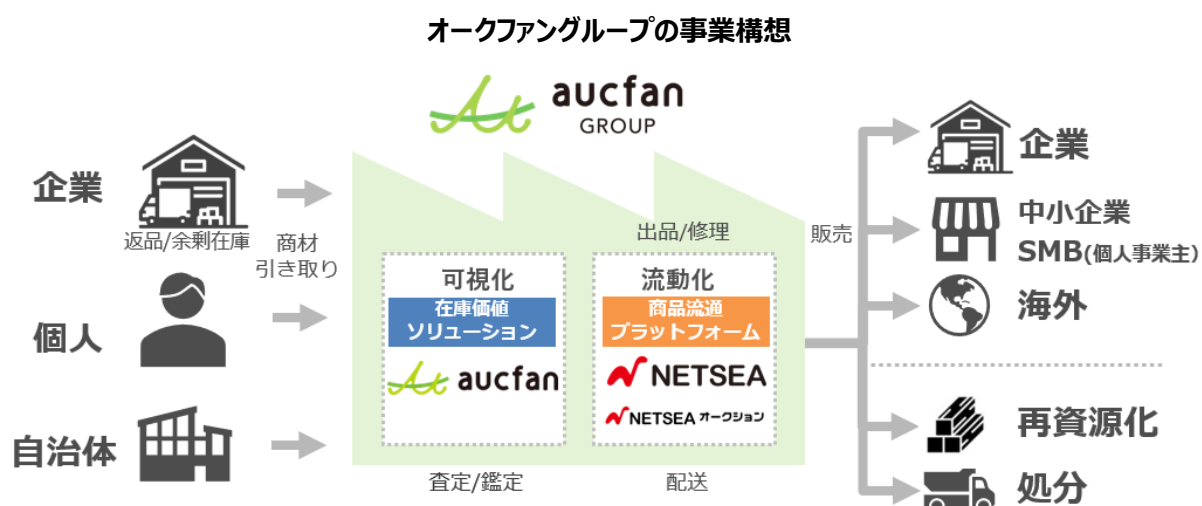 オークファングループの事業構想
aucfan
GROUP
企業
返品/余剰在庫
商材
引き取り
個人
自治体
出品/修理
可視化
在庫価値
ソリューション
aucfan
流動化
商品流通
プラットフォーム
NETSEA
NETSEA オークション
査定/鑑定
配送
販売
企業
中小企業
SMB(個人事業主)
海外
再資源化
処分